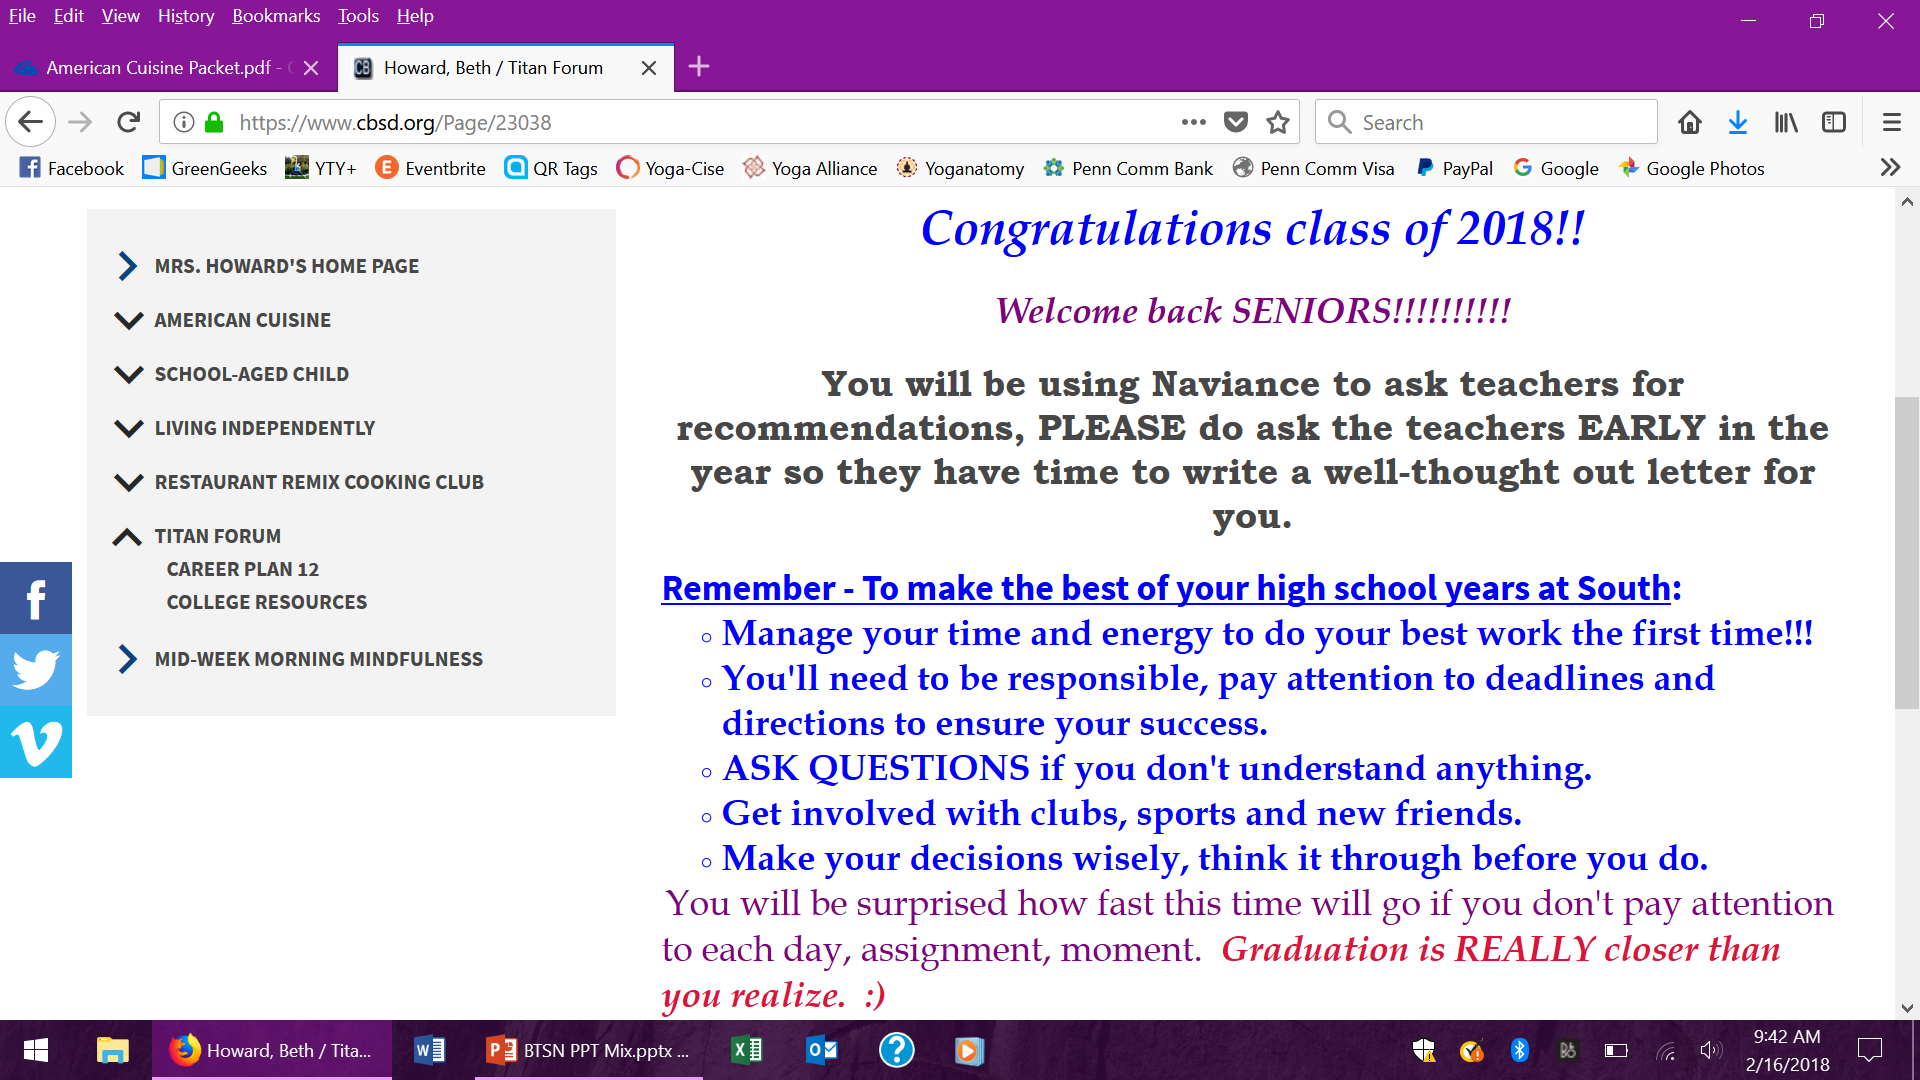 File Edit View History Bookmarks Tools Help
American Cuisine Packet.pdf -
Howard, Beth / Titan Forum
https://www.cbsd.org/Page/23038
Search
Facebook GreenGeeks YTY+ Eventbrite QR Tags Yoga-Cise Yoga Alliance Yoganatomy Penn Comm Bank Penn Comm Visa PayPal Google Google Photos
MRS. HOWARD'S HOME PAGE
AMERICAN CUISINE
SCHOOL-AGED CHILD
LIVING INDEPENDENTLY
RESTAURANT REMIX COOKING CLUB
TITAN FORUM
CAREER PLAN 12
COLLEGE RESOURCES
MID-WEEK MORNING MINDFULNESS
Congratulations class of 2018!!
Welcome back SENIORS!!!!!!!!!!
You will be using Naviance to ask teachers for
recommendations, PLEASE do ask the teachers EARLY in the
year so they have time to write a well-thought out letter for
you.
Remember - To make the best of your high school years at South:
Manage your time and energy to do your best work the first time!!!
You'll need to be responsible, pay attention to deadlines and
directions to ensure your success.
ASK QUESTIONS if you don't understand anything.
Get involved with clubs, sports and new friends.
Make your decisions wisely, think it through before you do.
You will be surprised how fast this time will go if you don't pay attention
to each day, assignment, moment. Graduation is REALLY closer than
you realize. :)
Howard, Beth / Tita...
BTSN PPT Mix.pptx ...
9:42 AM
2/16/2018